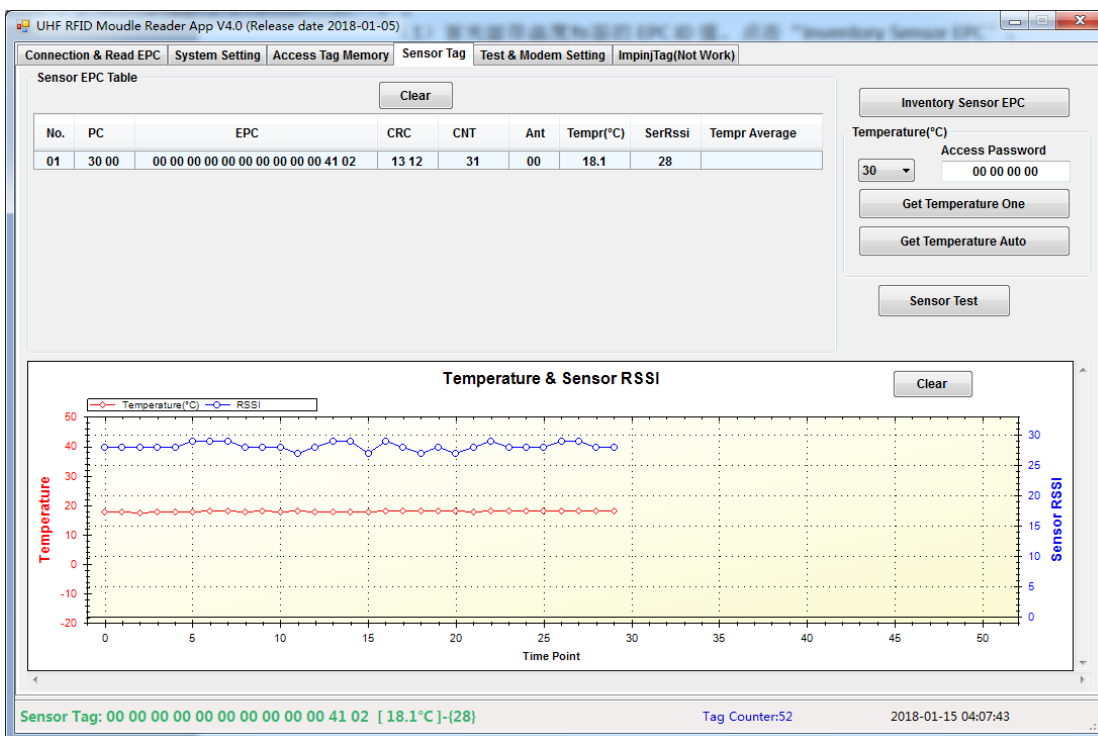 UHF RFID Moudle Reader App V4.0 (Release date 2018-01-05)
Connection & Read EPC System Setting Access Tag Memory Sensor Tag Test & Modem Setting ImpinjTag(Not Work)
Sensor EPC Table
Clear
No. PC EPC CRC CNT Ant Tempr(°C) SerRssi Tempr Average
01 30 00 00 00 00 00 00 00 00 00 00 00 41 02 13 12 31 00 18.1 28
Inventory Sensor EPC
Temperature(°C)
Access Password
30 00 00 00 00
Get Temperature One
Get Temperature Auto
Sensor Test
Temperature & Sensor RSSI
Clear
Temperature(°C) RSSI
50
40
30
20
10
0
-10
-20
Temperature
30
25
20
15
10
5
0
Sensor RSSI
0 5 10 15 20 25 30 35 40 45 50
Time Point
Sensor Tag: 00 00 00 00 00 00 00 00 00 00 41 02 [ 18.1°C ]-{28}
Tag Counter:52
2018-01-15 04:07:43